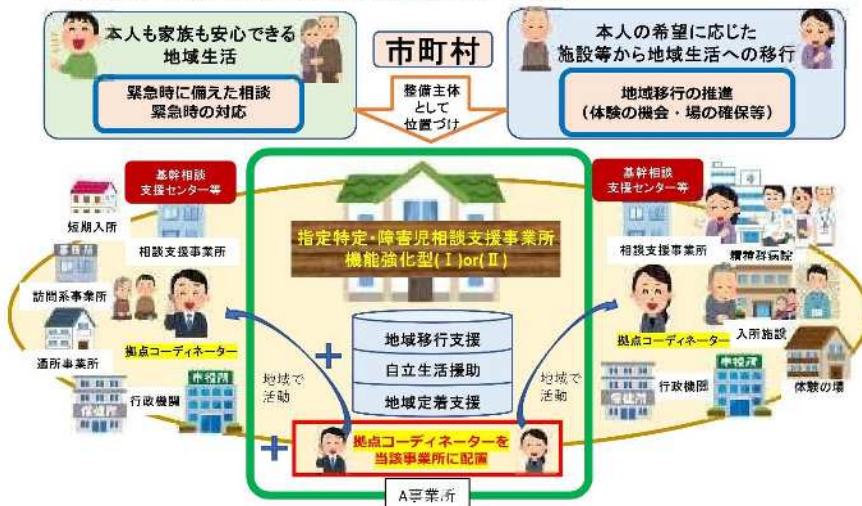 本人も家族も安心できる
地域生活
緊急時に備えた相談
緊急時の対応
市町村
整備主体
として
位置づけ
本人の希望に応じた
施設等から地域生活への移行
地域移行の推進
(体験の機会・場の確保等)
基幹相談
支援センター等
短期入所
相談支援事業所
訪問系事業所
拠点コーディネーター
通所事業所
行政機関
保健所
市役所
地域で
活動
指定特定・障害児相談支援事業所
機能強化型(Ⅰ)or(Ⅱ)
+
地域移行支援
自立生活援助
地域定着支援
+
拠点コーディネーターを
当該事業所に配置
A事業所
地域で
活動
基幹相談
支援センター等
相談支援事業所
精神科病院
拠点コーディネーター
入所施設
行政機関
保健所
市役所
体験の場